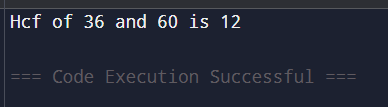 Hcf of 36 and 60 is 12
=== Code Execution Successful ===